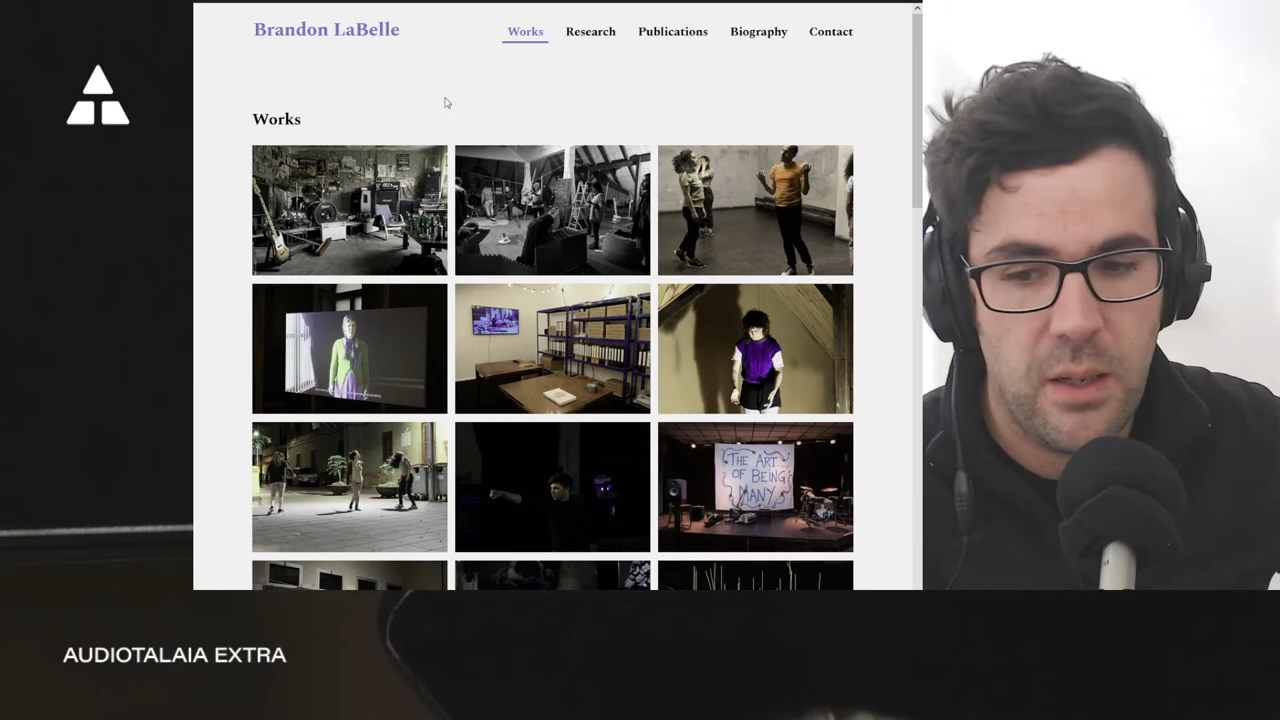 Brandon LaBelle
Works
Research
Publications
Biography
Contact
Works
THE ART
OF BEING
MANY
AUDIOTALAIA EXTRA